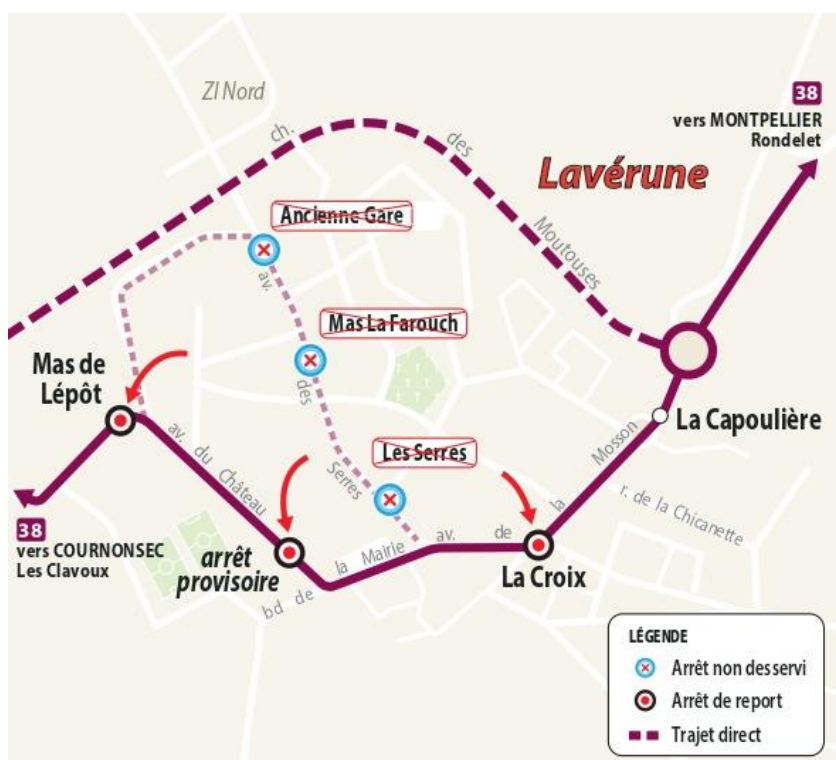 ZI Nord
38
vers MONTPELLIER
Rondelet
ch.
des
Moutouses
Lavérune
Ancienne Gare
av.
des
Serres
Mas La Farouch
Les Serres
Mas de
Lépôt
av. du Château
La Capoulière
38
vers COURNONSEC
Les Clavoux
arrêt
provisoire
bd de la Mairie
av. de la Mosson
r. de la Chicanette
La Croix
LÉGENDE
Arrêt non desservi
Arrêt de report
Trajet direct